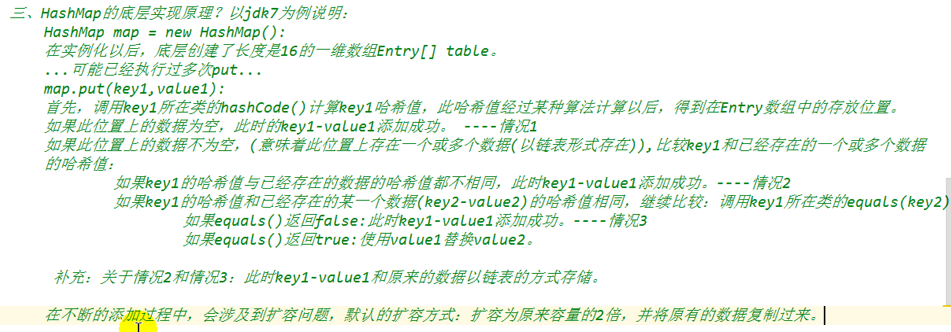 三、HashMap的底层实现原理？以jdk7为例说明：
HashMap map = new HashMap():
在实例化以后，底层创建了长度是16的一维数组Entry[] table。
...可能已经执行过多次put...
map.put(key1,value1):
首先，调用key1所在类的hashCode()计算key1哈希值，此哈希值经过某种算法计算以后，得到在Entry数组中的存放位置。
如果此位置上的数据为空，此时的key1-value1添加成功。 ----情况1
如果此位置上的数据不为空，(意味着此位置上存在一个或多个数据(以链表形式存在)),比较key1和已经存在的一个或多个数据
的哈希值：
如果key1的哈希值与已经存在的数据的哈希值都不相同，此时key1-value1添加成功。----情况2
如果key1的哈希值和已经存在的某一个数据(key2-value2)的哈希值相同，继续比较：调用key1所在类的equals(key2)
如果equals()返回false:此时key1-value1添加成功。----情况3
如果equals()返回true:使用value1替换value2。
补充：关于情况2和情况3：此时key1-value1和原来的数据以链表的方式存储。
在不断的添加过程中，会涉及到扩容问题，默认的扩容方式：扩容为原来容量的2倍，并将原有的数据复制过来。